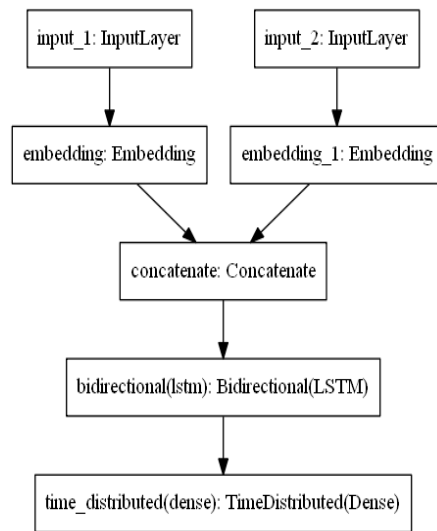 input_1: InputLayer
input_2: InputLayer
embedding: Embedding
embedding_1: Embedding
concatenate: Concatenate
bidirectional(lstm): Bidirectional(LSTM)
time_distributed(dense): TimeDistributed(Dense)